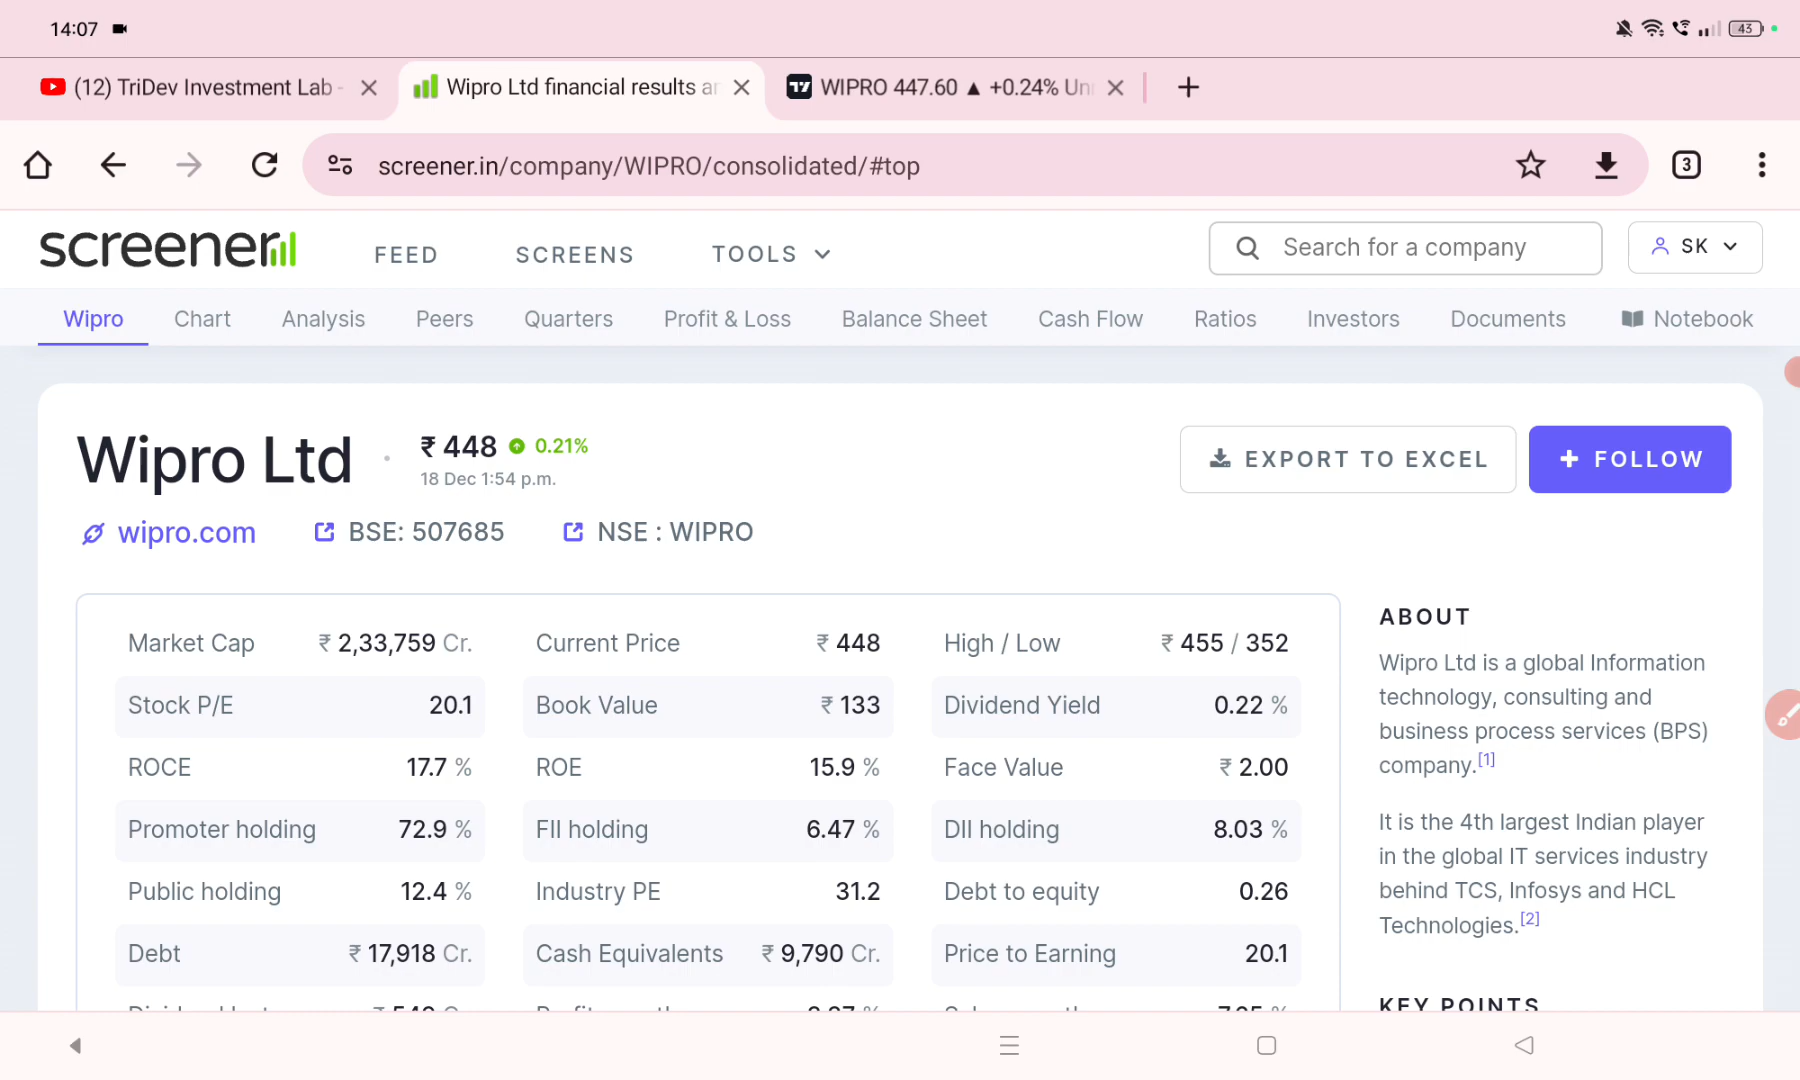 14:07
43
(12) TriDev Investment Lab -
Wipro Ltd financial results an
WIPRO 447.60 ▲ +0.24% Un
screener.in/company/WIPRO/consolidated/#top
3
screener
FEED
SCREENS
TOOLS
Search for a company
SK
Wipro
Chart
Analysis
Peers
Quarters
Profit & Loss
Balance Sheet
Cash Flow
Ratios
Investors
Documents
Notebook
Wipro Ltd
₹ 448 0.21%
18 Dec 1:54 p.m.
EXPORT TO EXCEL
+ FOLLOW
wipro.com
BSE: 507685
NSE : WIPRO
Market Cap ₹ 2,33,759 Cr.
Current Price ₹ 448
High / Low ₹ 455 / 352
Stock P/E 20.1
Book Value ₹ 133
Dividend Yield 0.22 %
ROCE 17.7 %
ROE 15.9 %
Face Value ₹ 2.00
Promoter holding 72.9 %
FII holding 6.47 %
DII holding 8.03 %
Public holding 12.4 %
Industry PE 31.2
Debt to equity 0.26
Debt ₹ 17,918 Cr.
Cash Equivalents ₹ 9,790 Cr.
Price to Earning 20.1
ABOUT
Wipro Ltd is a global Information
technology, consulting and
business process services (BPS)
company.[1]
It is the 4th largest Indian player
in the global IT services industry
behind TCS, Infosys and HCL
Technologies.[2]
KEY POINTS